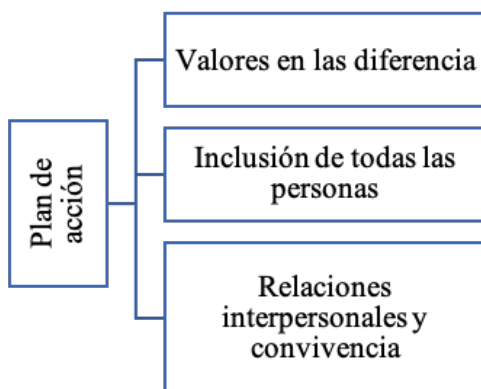 Plan de
acción
Valores en las diferencia
Inclusión de todas las
personas
Relaciones
interpersonales y
convivencia